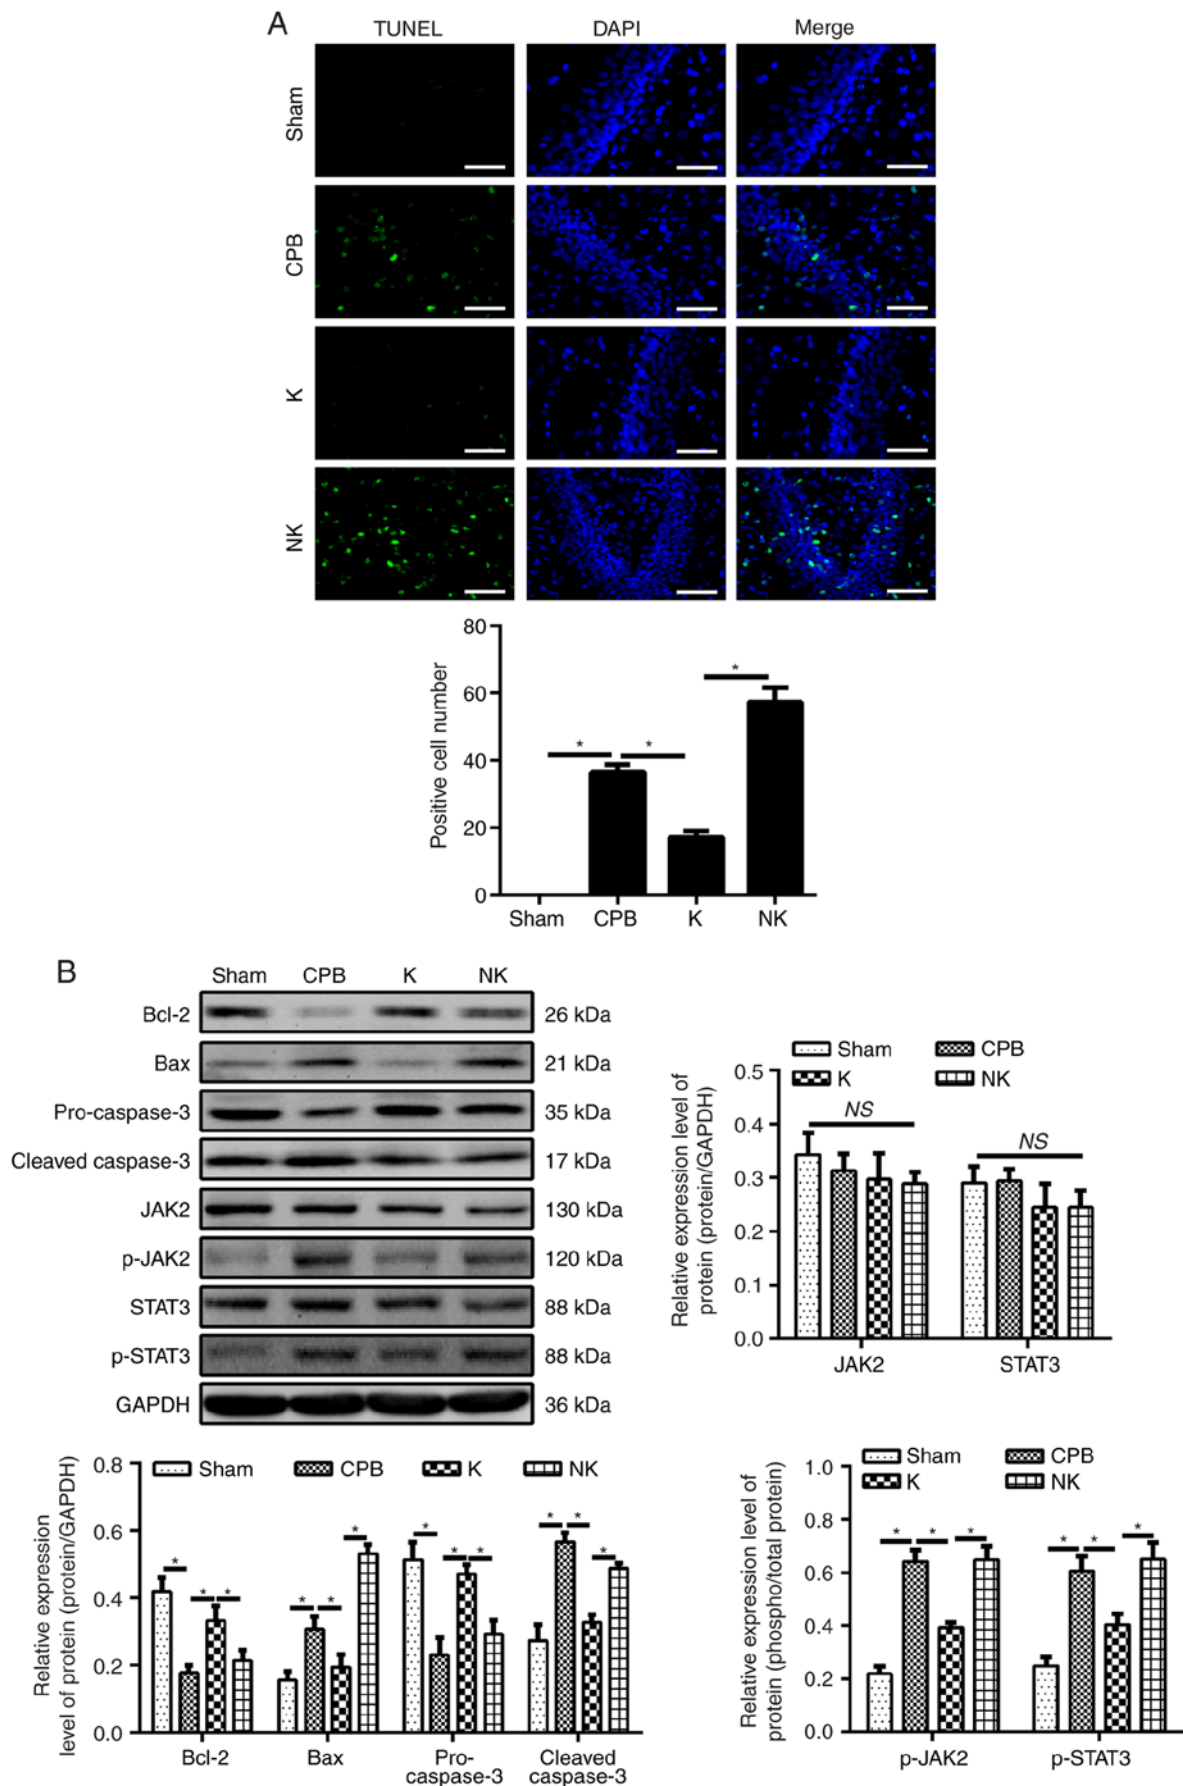 A
TUNEL DAPI Merge
Sham
CPB
K
NK
Positive cell number
80
60
40
20
0
* * *
Sham CPB K NK
B
Sham CPB K NK
Bcl-2 26 kDa
Bax 21 kDa
Pro-caspase-3 35 kDa
Cleaved caspase-3 17 kDa
JAK2 130 kDa
p-JAK2 120 kDa
STAT3 88 kDa
p-STAT3 88 kDa
GAPDH 36 kDa
Relative expression level of
protein (protein/GAPDH)
Sham CPB
K NK
0.5
0.4
0.3
0.2
0.1
0.0
NS NS
JAK2 STAT3
Relative expression
level of protein (protein/GAPDH)
Sham CPB K NK
0.8
0.6
0.4
0.2
0.0
* * * * * * * * * * * *
Bcl-2 Bax Pro- Cleaved
caspase-3 caspase-3
Relative expression level of
protein (phospho/total protein)
Sham CPB
K NK
1.0
0.8
0.6
0.4
0.2
0.0
* * * * * *
p-JAK2 p-STAT3